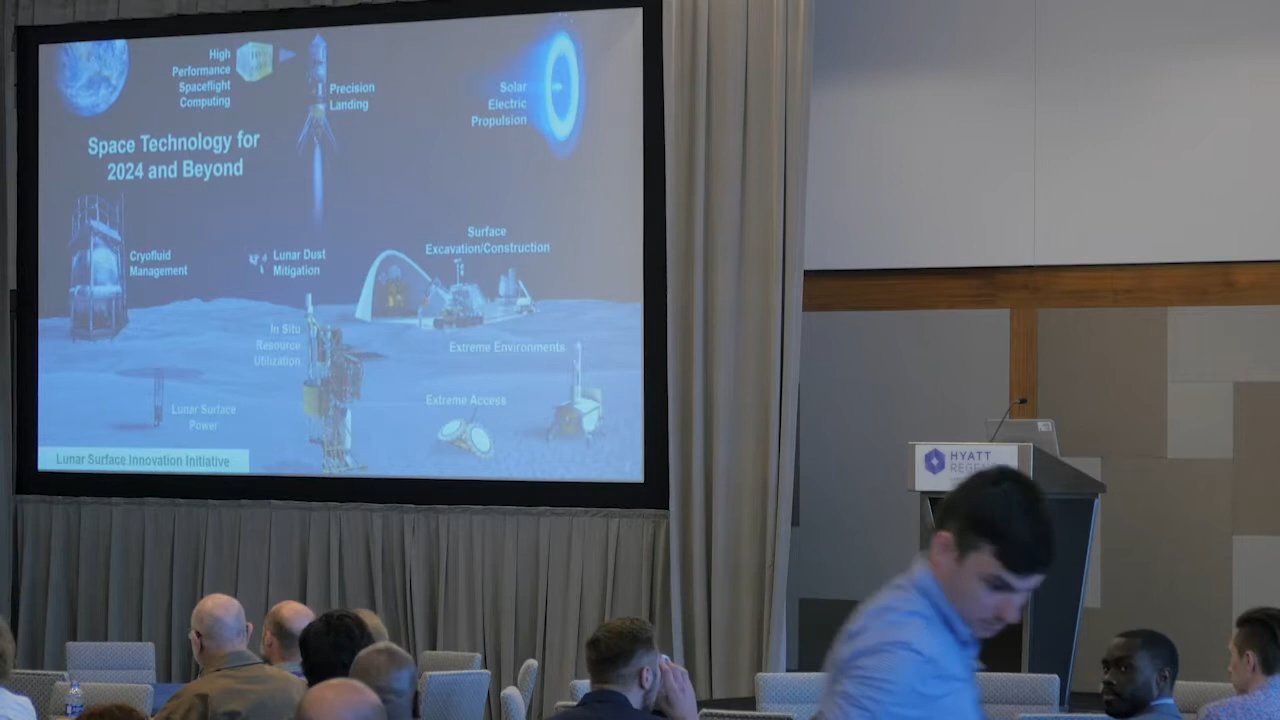 High
Performance
Spaceflight
Computing
Precision
Landing
Solar
Electric
Propulsion
Space Technology for
2024 and Beyond
Cryofluid
Management
Lunar Dust
Mitigation
Surface
Excavation/Construction
In Situ
Resource
Utilization
Extreme Environments
Extreme Access
Lunar Surface
Power
Lunar Surface Innovation Initiative
HYATT